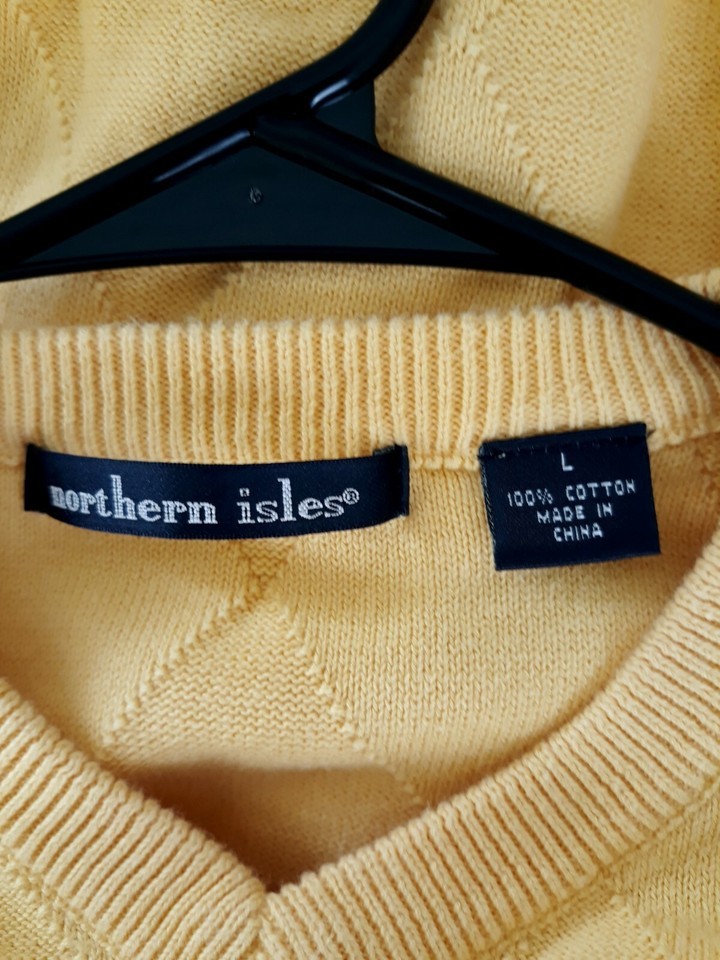 northern isles®
L
100% COTTON
MADE IN
CHINA